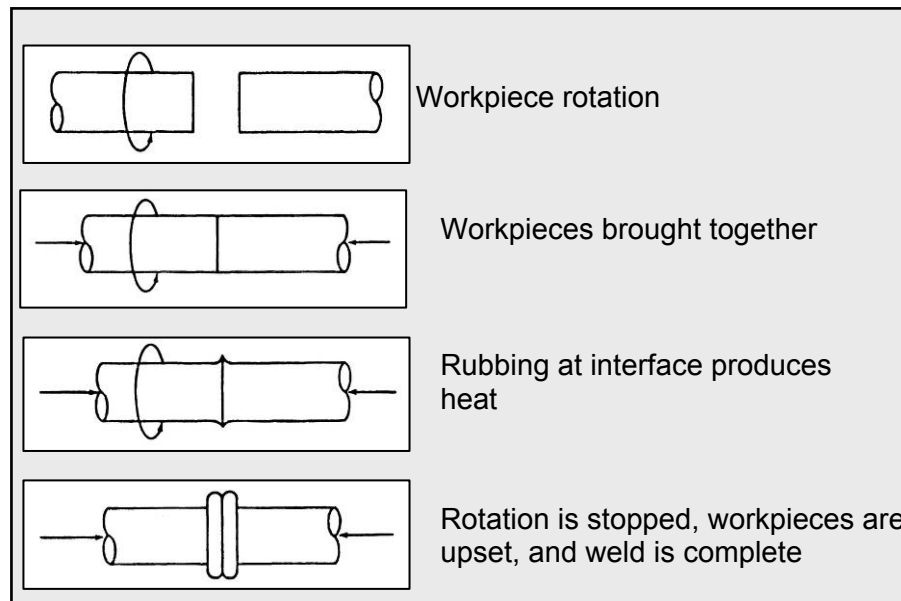 Workpiece rotation
Workpieces brought together
Rubbing at interface produces
heat
Rotation is stopped, workpieces are
upset, and weld is complete